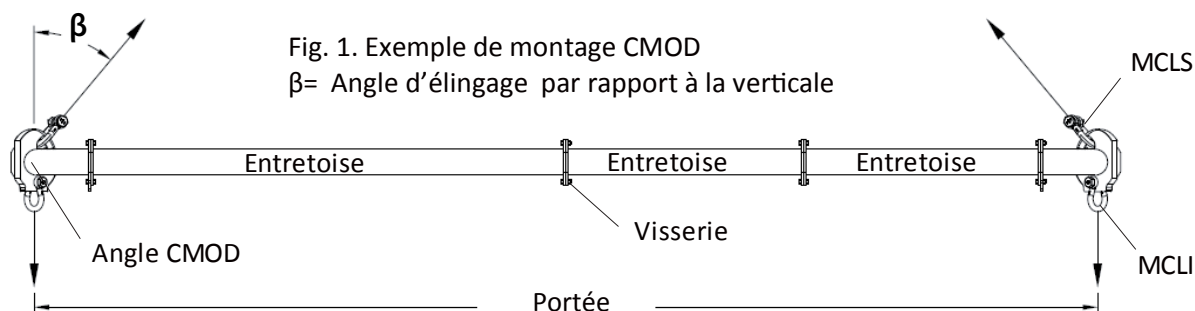 β
Fig. 1. Exemple de montage CMOD
β= Angle d'élingage par rapport à la verticale
MCLS
Entretoise
Entretoise
Entretoise
Visserie
Angle CMOD
MCLI
Portée